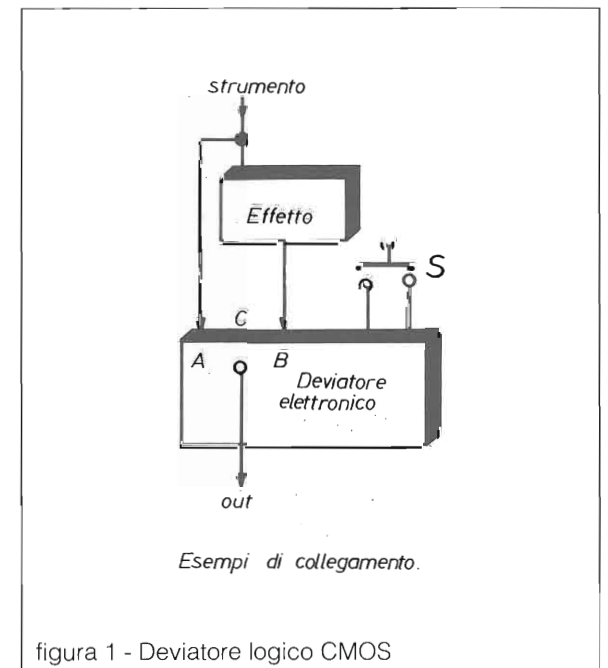 strumento
Effetto
S
C
A
B
Deviatore
elettronico
out
Esempi di collegamento.
figura 1 - Deviatore logico CMOS